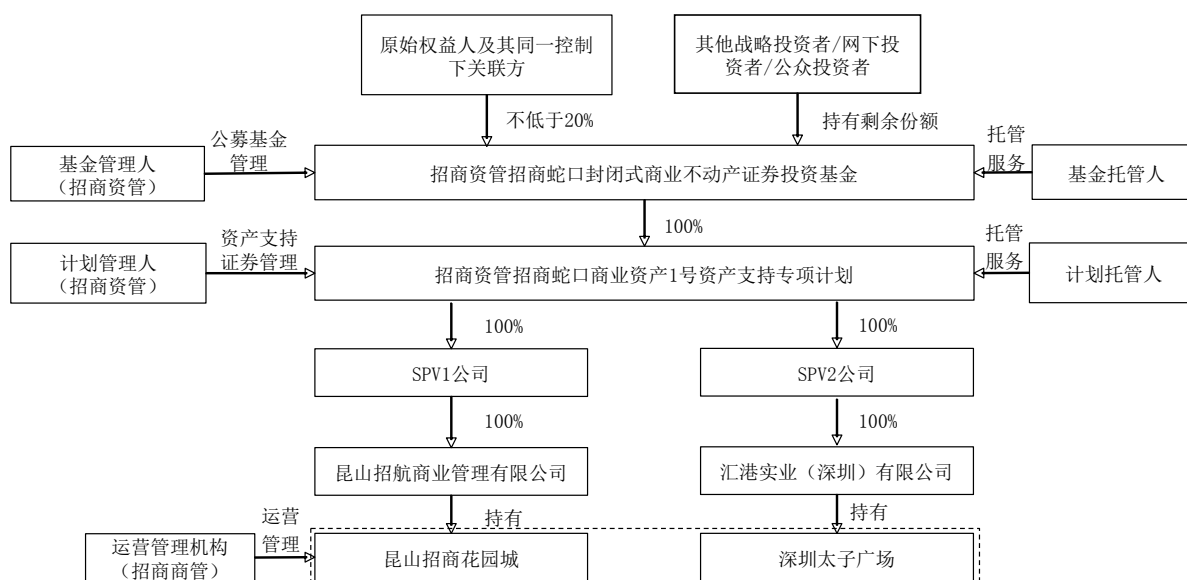 原始权益人及其同一控制
下关联方
其他战略投资者/网下投
资者/公众投资者
不低于20%
持有剩余份额
基金管理人
（招商资管）
公募基金
管理
招商资管招商蛇口封闭式商业不动产证券投资基金
托管
服务
基金托管人
100%
计划管理人
（招商资管）
资产支持
证券管理
招商资管招商蛇口商业资产1号资产支持专项计划
托管
服务
计划托管人
100%
100%
SPV1公司
SPV2公司
100%
100%
昆山招航商业管理有限公司
汇港实业（深圳）有限公司
持有
持有
运营管理机构
（招商商管）
运营
管理
昆山招商花园城
深圳太子广场